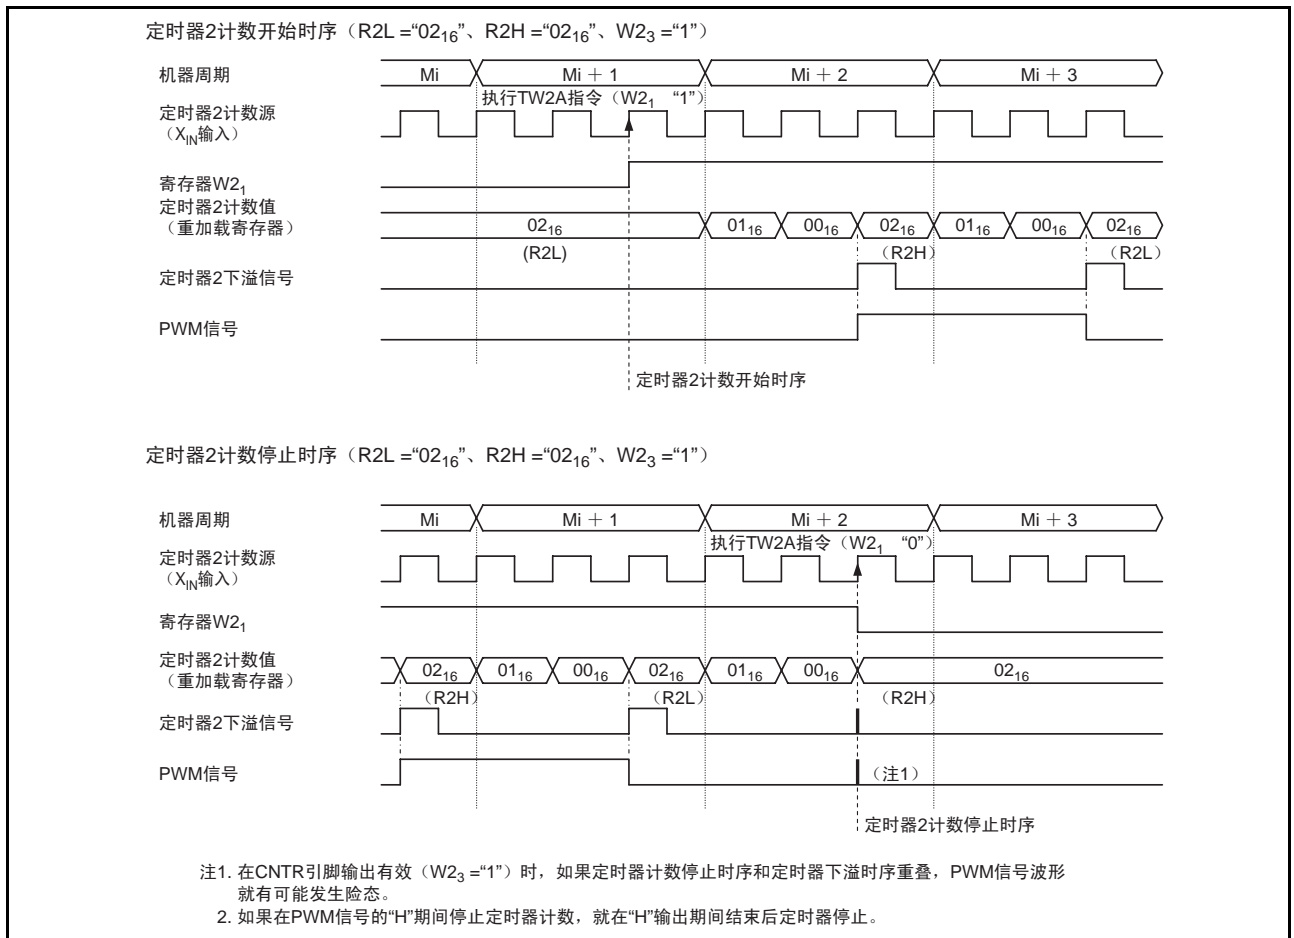 定时器2计数开始时序（R2L =“02₁₆”、R2H =“02₁₆”、W2₃ =“1”）
机器周期 Mi Mi ＋ 1 Mi ＋ 2 Mi ＋ 3
执行TW2A指令（W2₁ “1”）
定时器2计数源
（X_IN输入）
寄存器W2₁
定时器2计数值
（重加载寄存器）
02₁₆ 01₁₆ 00₁₆ 02₁₆ 01₁₆ 00₁₆ 02₁₆
(R2L) （R2H） （R2L）
定时器2下溢信号
PWM信号
定时器2计数开始时序
定时器2计数停止时序（R2L =“02₁₆”、R2H =“02₁₆”、W2₃ =“1”）
机器周期 Mi Mi ＋ 1 Mi ＋ 2 Mi ＋ 3
执行TW2A指令（W2₁ “0”）
定时器2计数源
（X_IN输入）
寄存器W2₁
定时器2计数值
（重加载寄存器）
02₁₆ 01₁₆ 00₁₆ 02₁₆ 01₁₆ 00₁₆ 02₁₆
（R2H） （R2L） （R2H）
定时器2下溢信号
PWM信号 （注1）
定时器2计数停止时序
注1. 在CNTR引脚输出有效（W2₃ =“1”）时，如果定时器计数停止时序和定时器下溢时序重叠，PWM信号波形
就有可能发生险态。
2. 如果在PWM信号的“H”期间停止定时器计数，就在“H”输出期间结束后定时器停止。